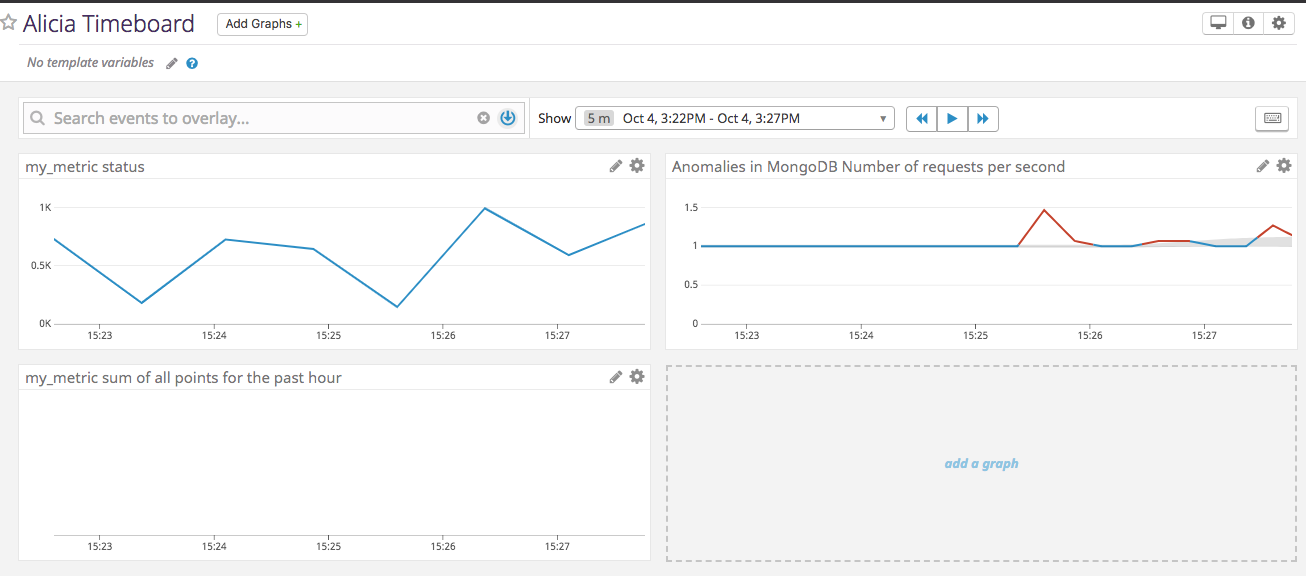 Alicia Timeboard
Add Graphs +
No template variables
Search events to overlay...
Show 5 m Oct 4, 3:22PM - Oct 4, 3:27PM
my_metric status
1K
0.5K
0K
15:23 15:24 15:25 15:26 15:27
Anomalies in MongoDB Number of requests per second
1.5
1
0.5
0
15:23 15:24 15:25 15:26 15:27
my_metric sum of all points for the past hour
15:23 15:24 15:25 15:26 15:27
add a graph